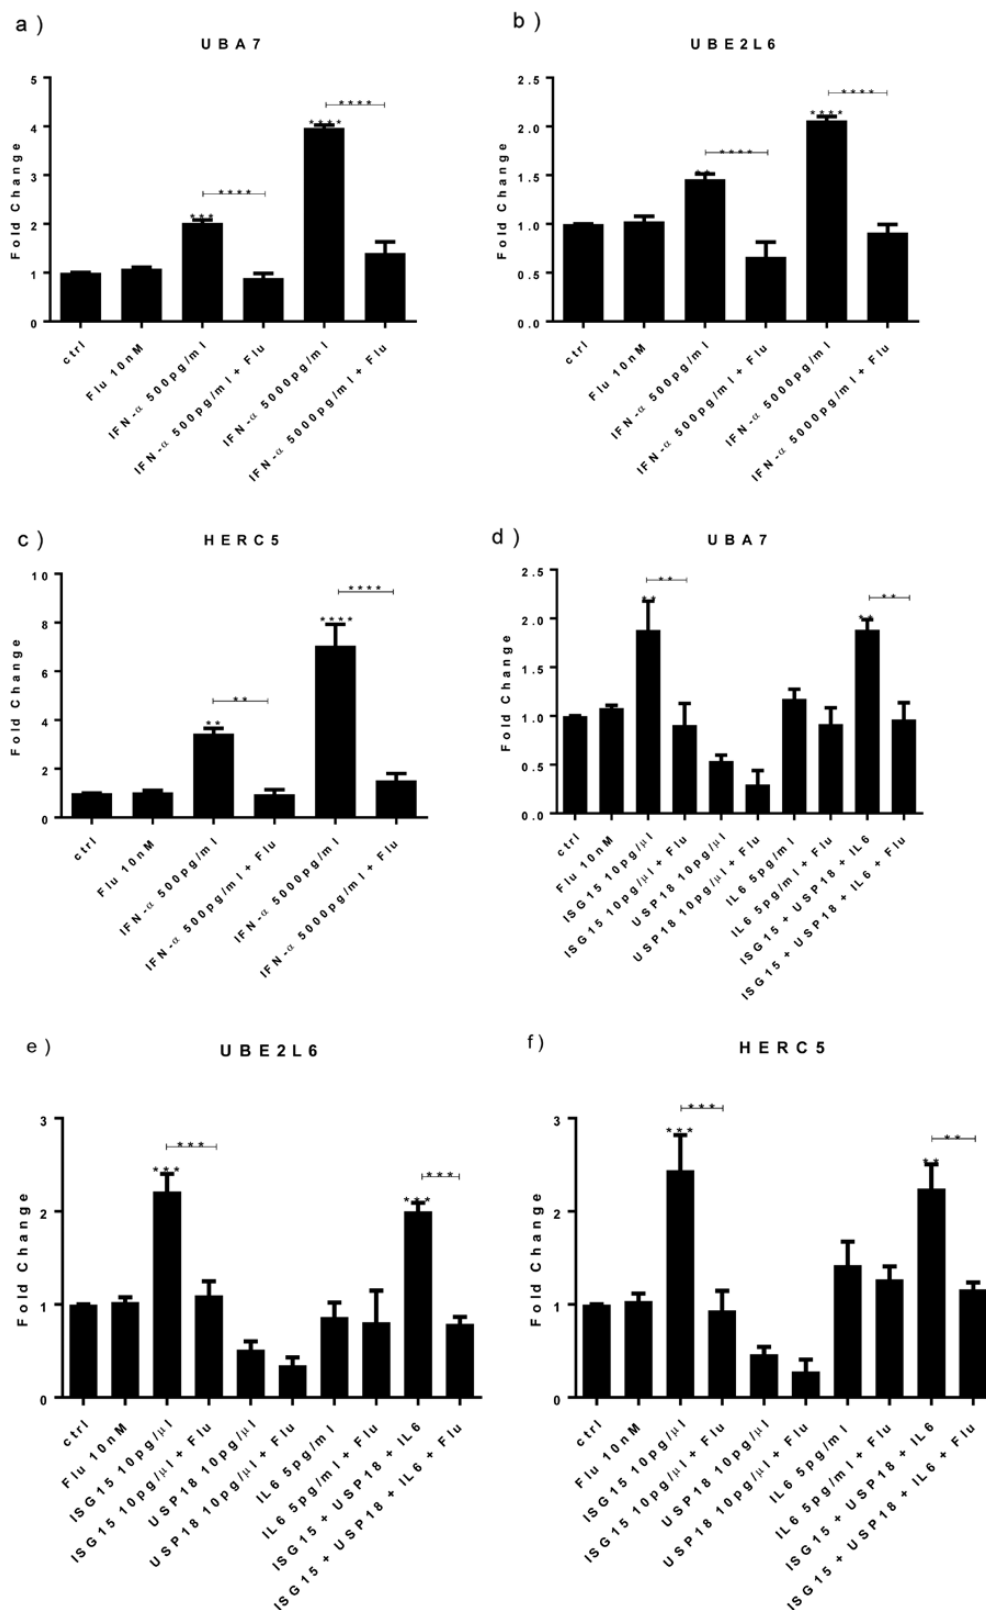 a)
UBA7
Fold Change
5
4
3
2
1
0
***
****
****
****
ctrl
Flu 10nM
IFN-α 500pg/ml
IFN-α 500pg/ml + Flu
IFN-α 5000pg/ml
IFN-α 5000pg/ml + Flu
b)
UBE2L6
Fold Change
2.5
2.0
1.5
1.0
0.5
0.0
**
****
****
****
ctrl
Flu 10nM
IFN-α 500pg/ml
IFN-α 500pg/ml + Flu
IFN-α 5000pg/ml
IFN-α 5000pg/ml + Flu
c)
HERC5
Fold Change
10
8
6
4
2
0
**
**
****
****
ctrl
Flu 10nM
IFN-α 500pg/ml
IFN-α 500pg/ml + Flu
IFN-α 5000pg/ml
IFN-α 5000pg/ml + Flu
d)
UBA7
Fold Change
2.5
2.0
1.5
1.0
0.5
0.0
**
**
**
**
ctrl
Flu 10nM
ISG15 10pg/μl
ISG15 10pg/μl + Flu
USP18 10pg/μl
USP18 10pg/μl + Flu
IL6 5pg/ml
IL6 5pg/ml + Flu
ISG15 + USP18 + IL6
ISG15 + USP18 + IL6 + Flu
e)
UBE2L6
Fold Change
3
2
1
0
***
***
***
***
ctrl
Flu 10nM
ISG15 10pg/μl
ISG15 10pg/μl + Flu
USP18 10pg/μl
USP18 10pg/μl + Flu
IL6 5pg/ml
IL6 5pg/ml + Flu
ISG15 + USP18 + IL6
ISG15 + USP18 + IL6 + Flu
f)
HERC5
Fold Change
3
2
1
0
***
***
**
**
ctrl
Flu 10nM
ISG15 10pg/μl
ISG15 10pg/μl + Flu
USP18 10pg/μl
USP18 10pg/μl + Flu
IL6 5pg/ml
IL6 5pg/ml + Flu
ISG15 + USP18 + IL6
ISG15 + USP18 + IL6 + Flu